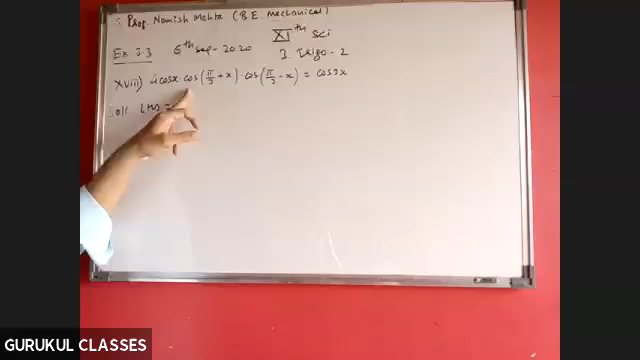 : Prof. Namish Mehta (B.E. Mechanical)
XIth Sci
Ex 3.3 6th Sep-2020 3. Trigo-2
XViii) 4cosx cos(π/3 + x) · cos(π/3 - x) = cos3x
Soln LHS =
GURUKUL CLASSES